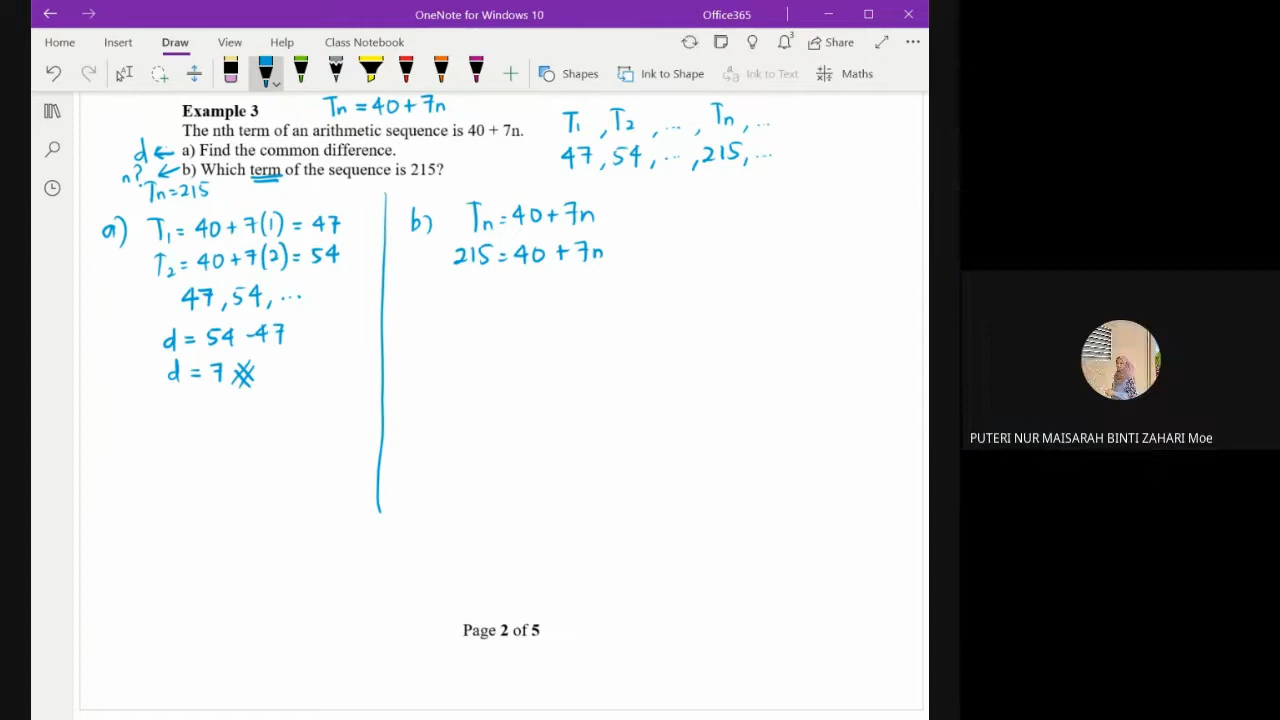 OneNote for Windows 10
Office365
Home Insert Draw View Help Class Notebook
3
Share
Shapes
Ink to Shape
Ink to Text
Maths
Example 3
Tn = 40 + 7n
The nth term of an arithmetic sequence is 40 + 7n.
d ← a) Find the common difference.
n? ← b) Which term of the sequence is 215?
Tn = 215
T1 , T2 , ... , Tn , ...
47 , 54 , ... , 215 , ...
a) T1 = 40 + 7(1) = 47
T2 = 40 + 7(2) = 54
47 , 54 , ...
d = 54 - 47
d = 7
b) Tn = 40 + 7n
215 = 40 + 7n
Page 2 of 5
PUTERI NUR MAISARAH BINTI ZAHARI Moe